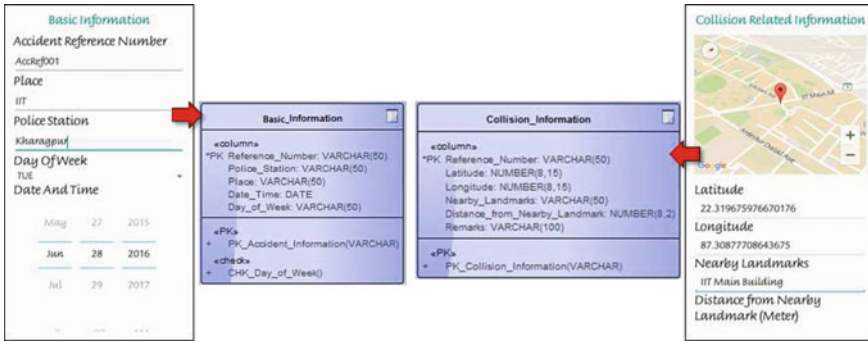 Basic Information
Accident Reference Number
AccRef001
Place
IIT
Police Station
Kharagpur
Day Of Week
TUE
Date And Time
May 27 2015
Jun 28 2016
Jul 29 2017
Basic_Information
«column»
*PK Reference_Number: VARCHAR(50)
Police_Station: VARCHAR(50)
Place: VARCHAR(50)
Date_Time: DATE
Day_of_Week: VARCHAR(50)
«PK»
+ PK_Accident_Information(VARCHAR)
«check»
+ CHK_Day_of_Week()
Collision_Information
«column»
*PK Reference_Number: VARCHAR(50)
Latitude: NUMBER(8,15)
Longitude: NUMBER(8,15)
Nearby_Landmarks: VARCHAR(50)
Distance_from_Nearby_Landmark: NUMBER(8,2)
Remarks: VARCHAR(100)
«PK»
+ PK_Collision_Information(VARCHAR)
Collision Related Information
IIT Main Rd
+
−
Google
Latitude
22.319675976670176
Longitude
87.30877708643675
Nearby Landmarks
IIT Main Building
Distance from Nearby
Landmark (Meter)